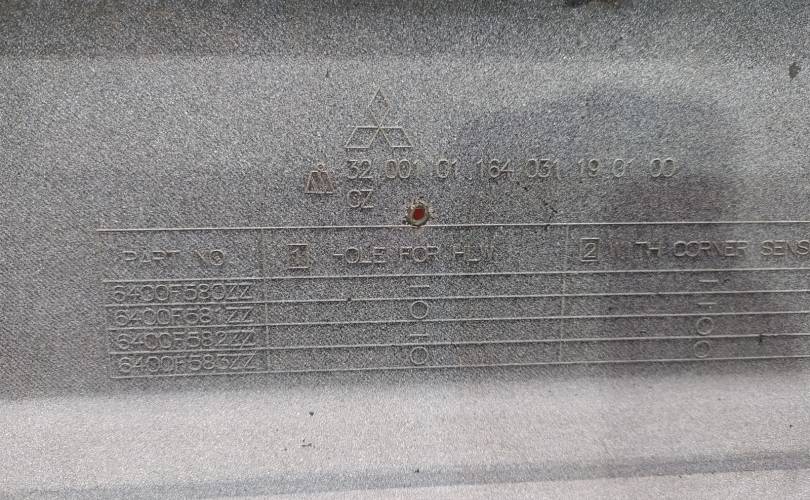 32 001 01 164 031 19 01 00
CZ
PART NO. 1 HOLE FOR HLW 2 WITH CORNER SENS
6400F580ZZ — —
6400F581ZZ O —
6400F582ZZ — O
6400F583ZZ O O